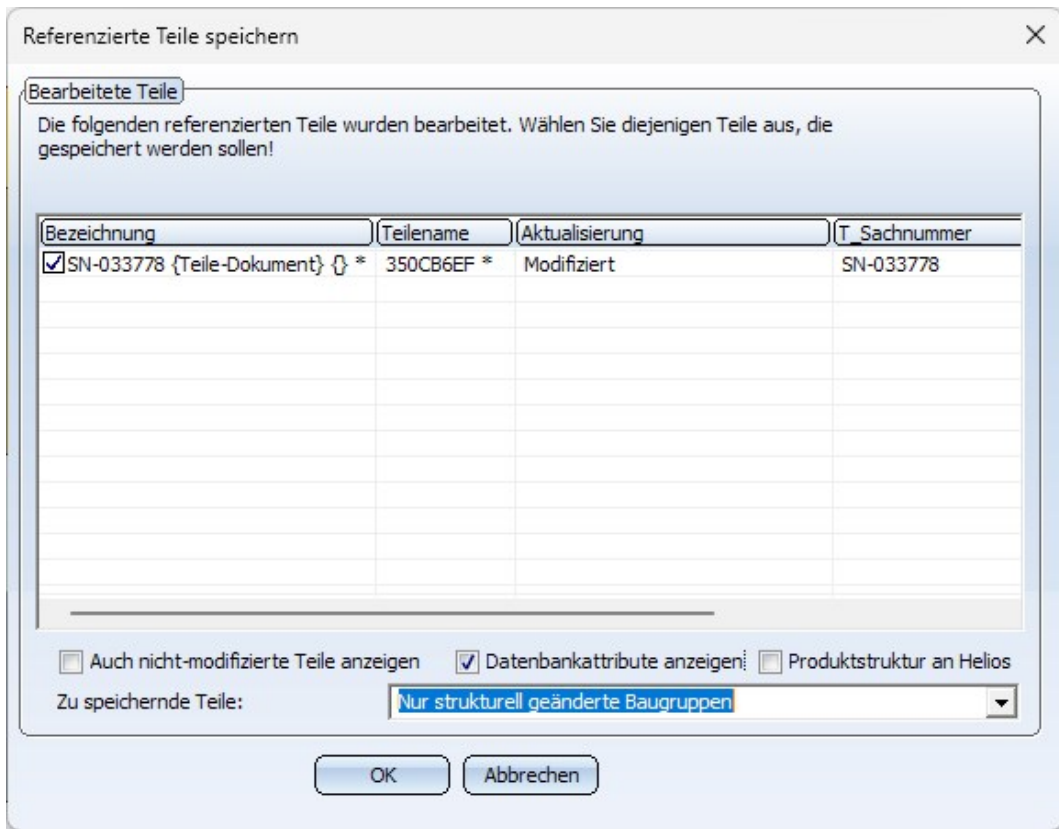 Referenzierte Teile speichern
Bearbeitete Teile
Die folgenden referenzierten Teile wurden bearbeitet. Wählen Sie diejenigen Teile aus, die
gespeichert werden sollen!
Bezeichnung Teilename Aktualisierung T_Sachnummer
SN-033778 {Teile-Dokument} {} * 350CB6EF * Modifiziert SN-033778
Auch nicht-modifizierte Teile anzeigen Datenbankattribute anzeigen Produktstruktur an Helios
Zu speichernde Teile: Nur strukturell geänderte Baugruppen
OK Abbrechen